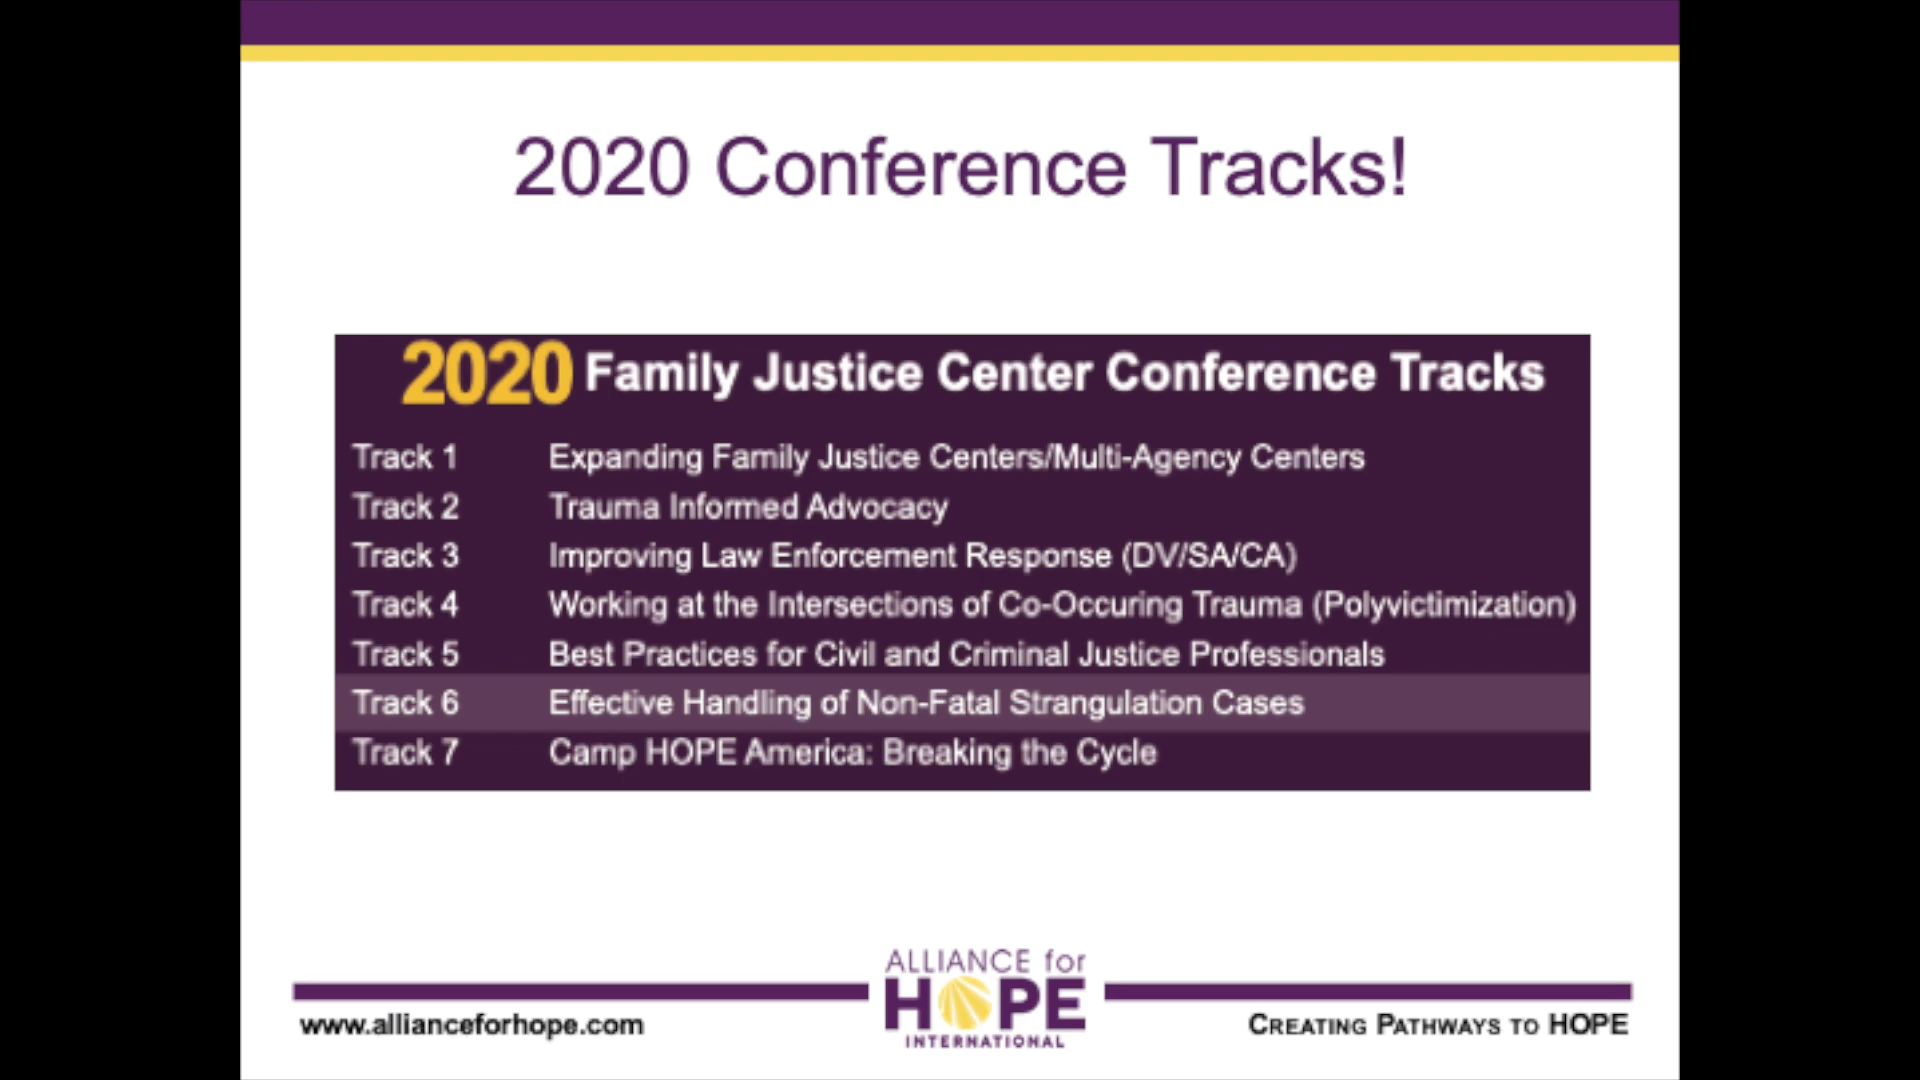 2020 Conference Tracks!
2020 Family Justice Center Conference Tracks
Track 1 Expanding Family Justice Centers/Multi-Agency Centers
Track 2 Trauma Informed Advocacy
Track 3 Improving Law Enforcement Response (DV/SA/CA)
Track 4 Working at the Intersections of Co-Occuring Trauma (Polyvictimization)
Track 5 Best Practices for Civil and Criminal Justice Professionals
Track 6 Effective Handling of Non-Fatal Strangulation Cases
Track 7 Camp HOPE America: Breaking the Cycle
ALLIANCE for
HOPE
INTERNATIONAL
www.allianceforhope.com
CREATING PATHWAYS TO HOPE